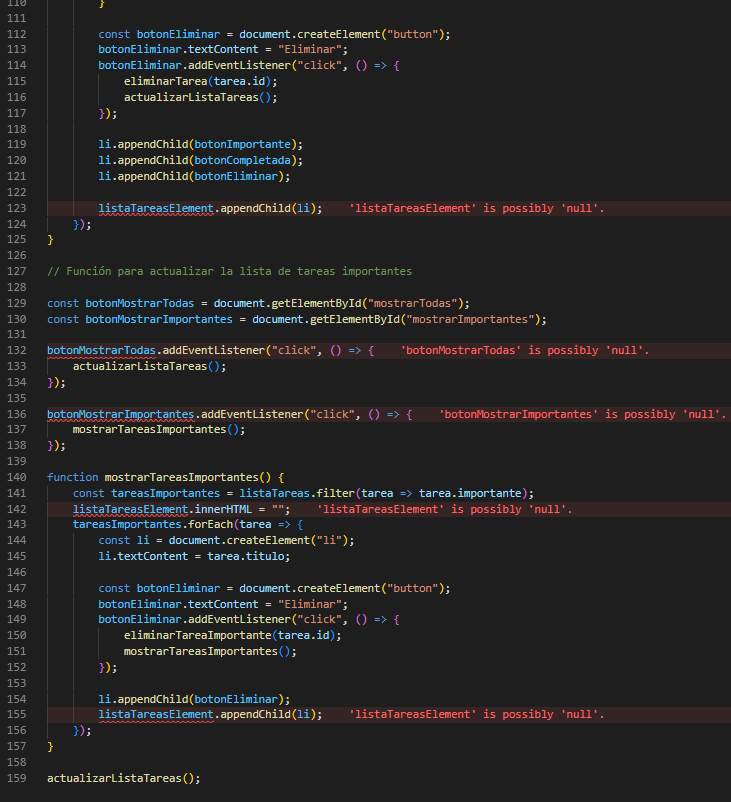 110 }
111
112 const botonEliminar = document.createElement("button");
113 botonEliminar.textContent = "Eliminar";
114 botonEliminar.addEventListener("click", () => {
115 eliminarTarea(tarea.id);
116 actualizarListaTareas();
117 });
118
119 li.appendChild(botonImportante);
120 li.appendChild(botonCompletada);
121 li.appendChild(botonEliminar);
122
123 listaTareasElement.appendChild(li); 'listaTareasElement' is possibly 'null'.
124 });
125 }
126
127 // Función para actualizar la lista de tareas importantes
128
129 const botonMostrarTodas = document.getElementById("mostrarTodas");
130 const botonMostrarImportantes = document.getElementById("mostrarImportantes");
131
132 botonMostrarTodas.addEventListener("click", () => { 'botonMostrarTodas' is possibly 'null'.
133 actualizarListaTareas();
134 });
135
136 botonMostrarImportantes.addEventListener("click", () => { 'botonMostrarImportantes' is possibly 'null'.
137 mostrarTareasImportantes();
138 });
139
140 function mostrarTareasImportantes() {
141 const tareasImportantes = listaTareas.filter(tarea => tarea.importante);
142 listaTareasElement.innerHTML = ""; 'listaTareasElement' is possibly 'null'.
143 tareasImportantes.forEach(tarea => {
144 const li = document.createElement("li");
145 li.textContent = tarea.titulo;
146
147 const botonEliminar = document.createElement("button");
148 botonEliminar.textContent = "Eliminar";
149 botonEliminar.addEventListener("click", () => {
150 eliminarTareaImportante(tarea.id);
151 mostrarTareasImportantes();
152 });
153
154 li.appendChild(botonEliminar);
155 listaTareasElement.appendChild(li); 'listaTareasElement' is possibly 'null'.
156 });
157 }
158
159 actualizarListaTareas();